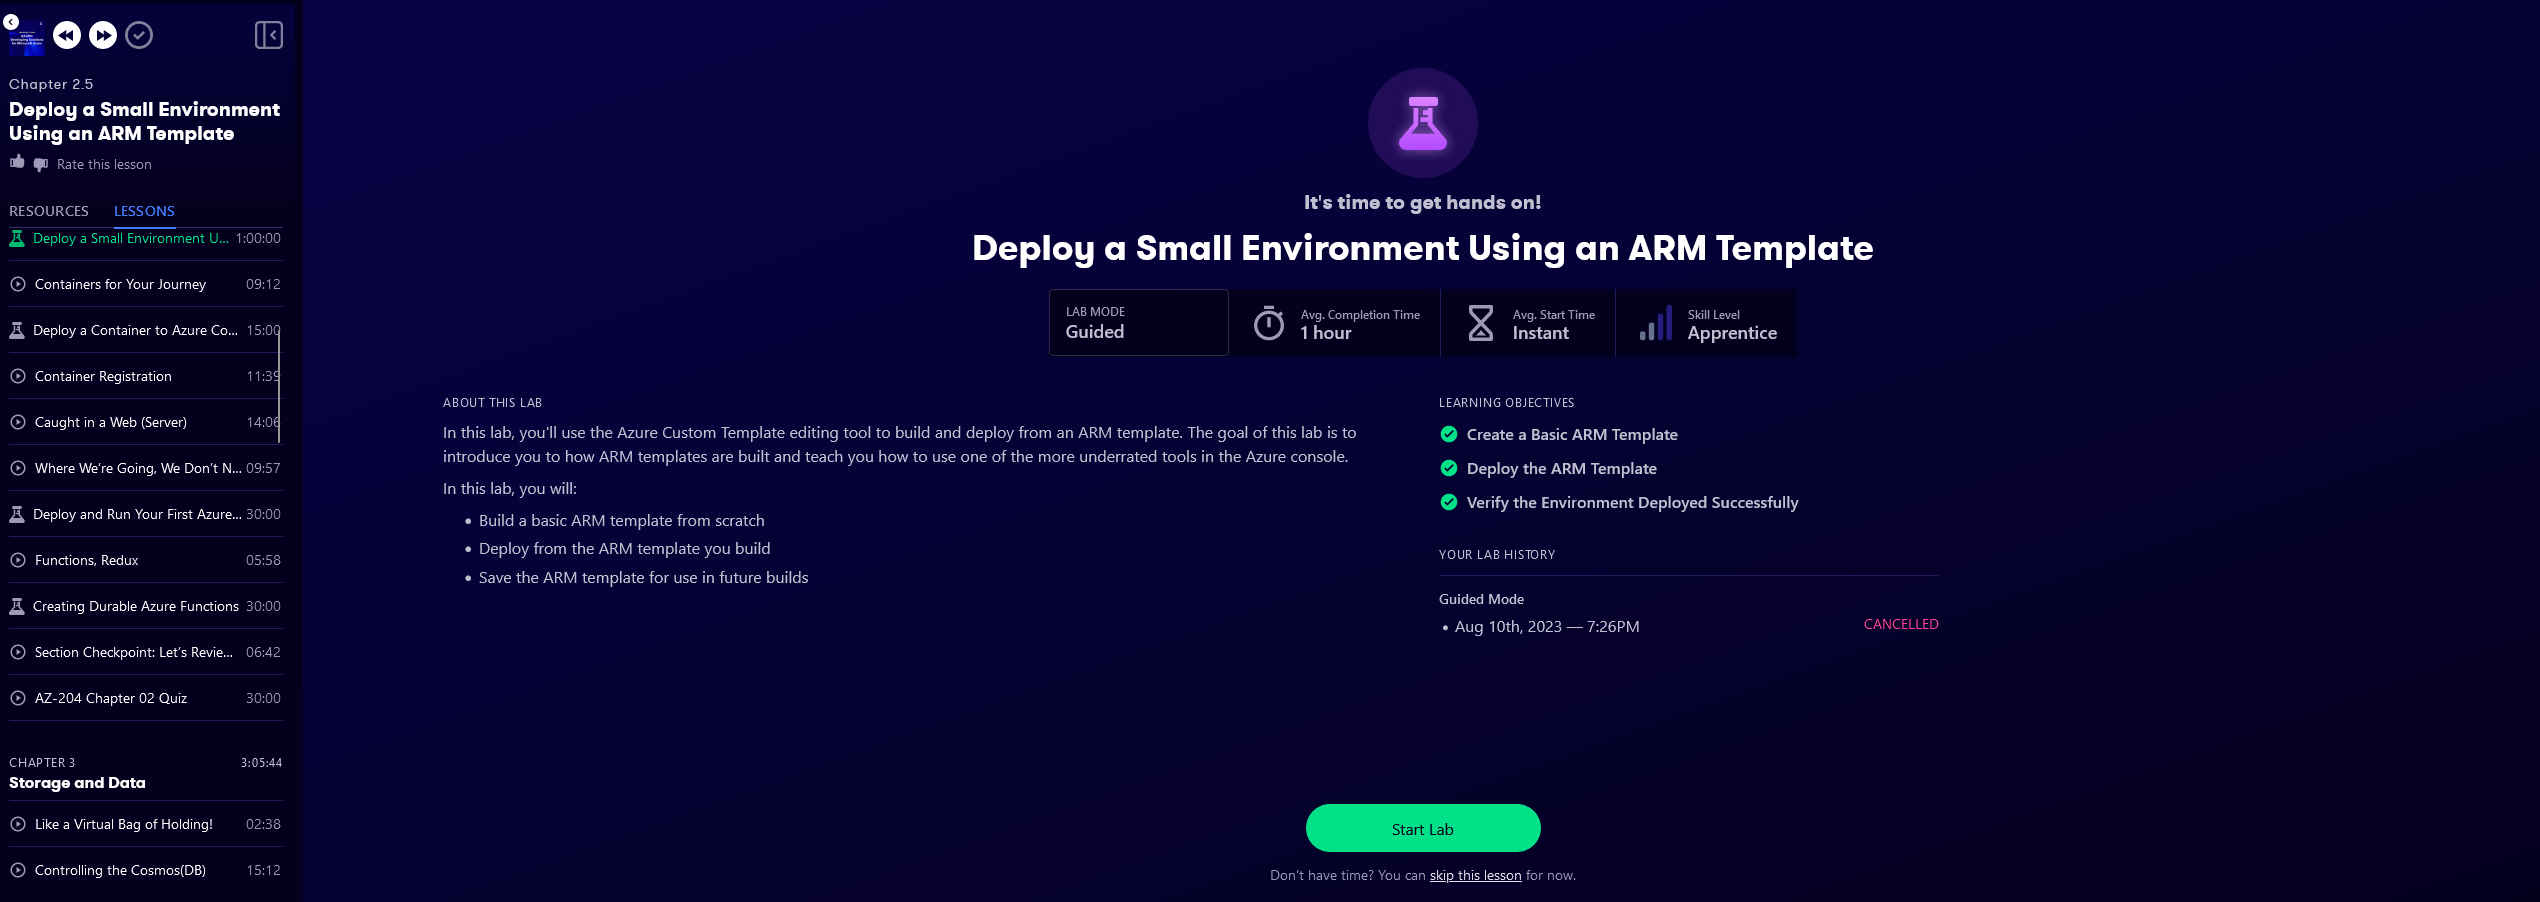 Chapter 2.5
Deploy a Small Environment
Using an ARM Template
Rate this lesson
RESOURCES LESSONS
Deploy a Small Environment U... 1:00:00
Containers for Your Journey 09:12
Deploy a Container to Azure Co... 15:00
Container Registration 11:39
Caught in a Web (Server) 14:06
Where We're Going, We Don't N... 09:57
Deploy and Run Your First Azure... 30:00
Functions, Redux 05:58
Creating Durable Azure Functions 30:00
Section Checkpoint: Let's Revie... 06:42
AZ-204 Chapter 02 Quiz 30:00
CHAPTER 3 3:05:44
Storage and Data
Like a Virtual Bag of Holding! 02:38
Controlling the Cosmos(DB) 15:12
It's time to get hands on!
Deploy a Small Environment Using an ARM Template
LAB MODE
Guided
Avg. Completion Time
1 hour
Avg. Start Time
Instant
Skill Level
Apprentice
ABOUT THIS LAB
In this lab, you'll use the Azure Custom Template editing tool to build and deploy from an ARM template. The goal of this lab is to
introduce you to how ARM templates are built and teach you how to use one of the more underrated tools in the Azure console.
In this lab, you will:
• Build a basic ARM template from scratch
• Deploy from the ARM template you build
• Save the ARM template for use in future builds
LEARNING OBJECTIVES
Create a Basic ARM Template
Deploy the ARM Template
Verify the Environment Deployed Successfully
YOUR LAB HISTORY
Guided Mode
• Aug 10th, 2023 — 7:26PM CANCELLED
Start Lab
Don't have time? You can skip this lesson for now.